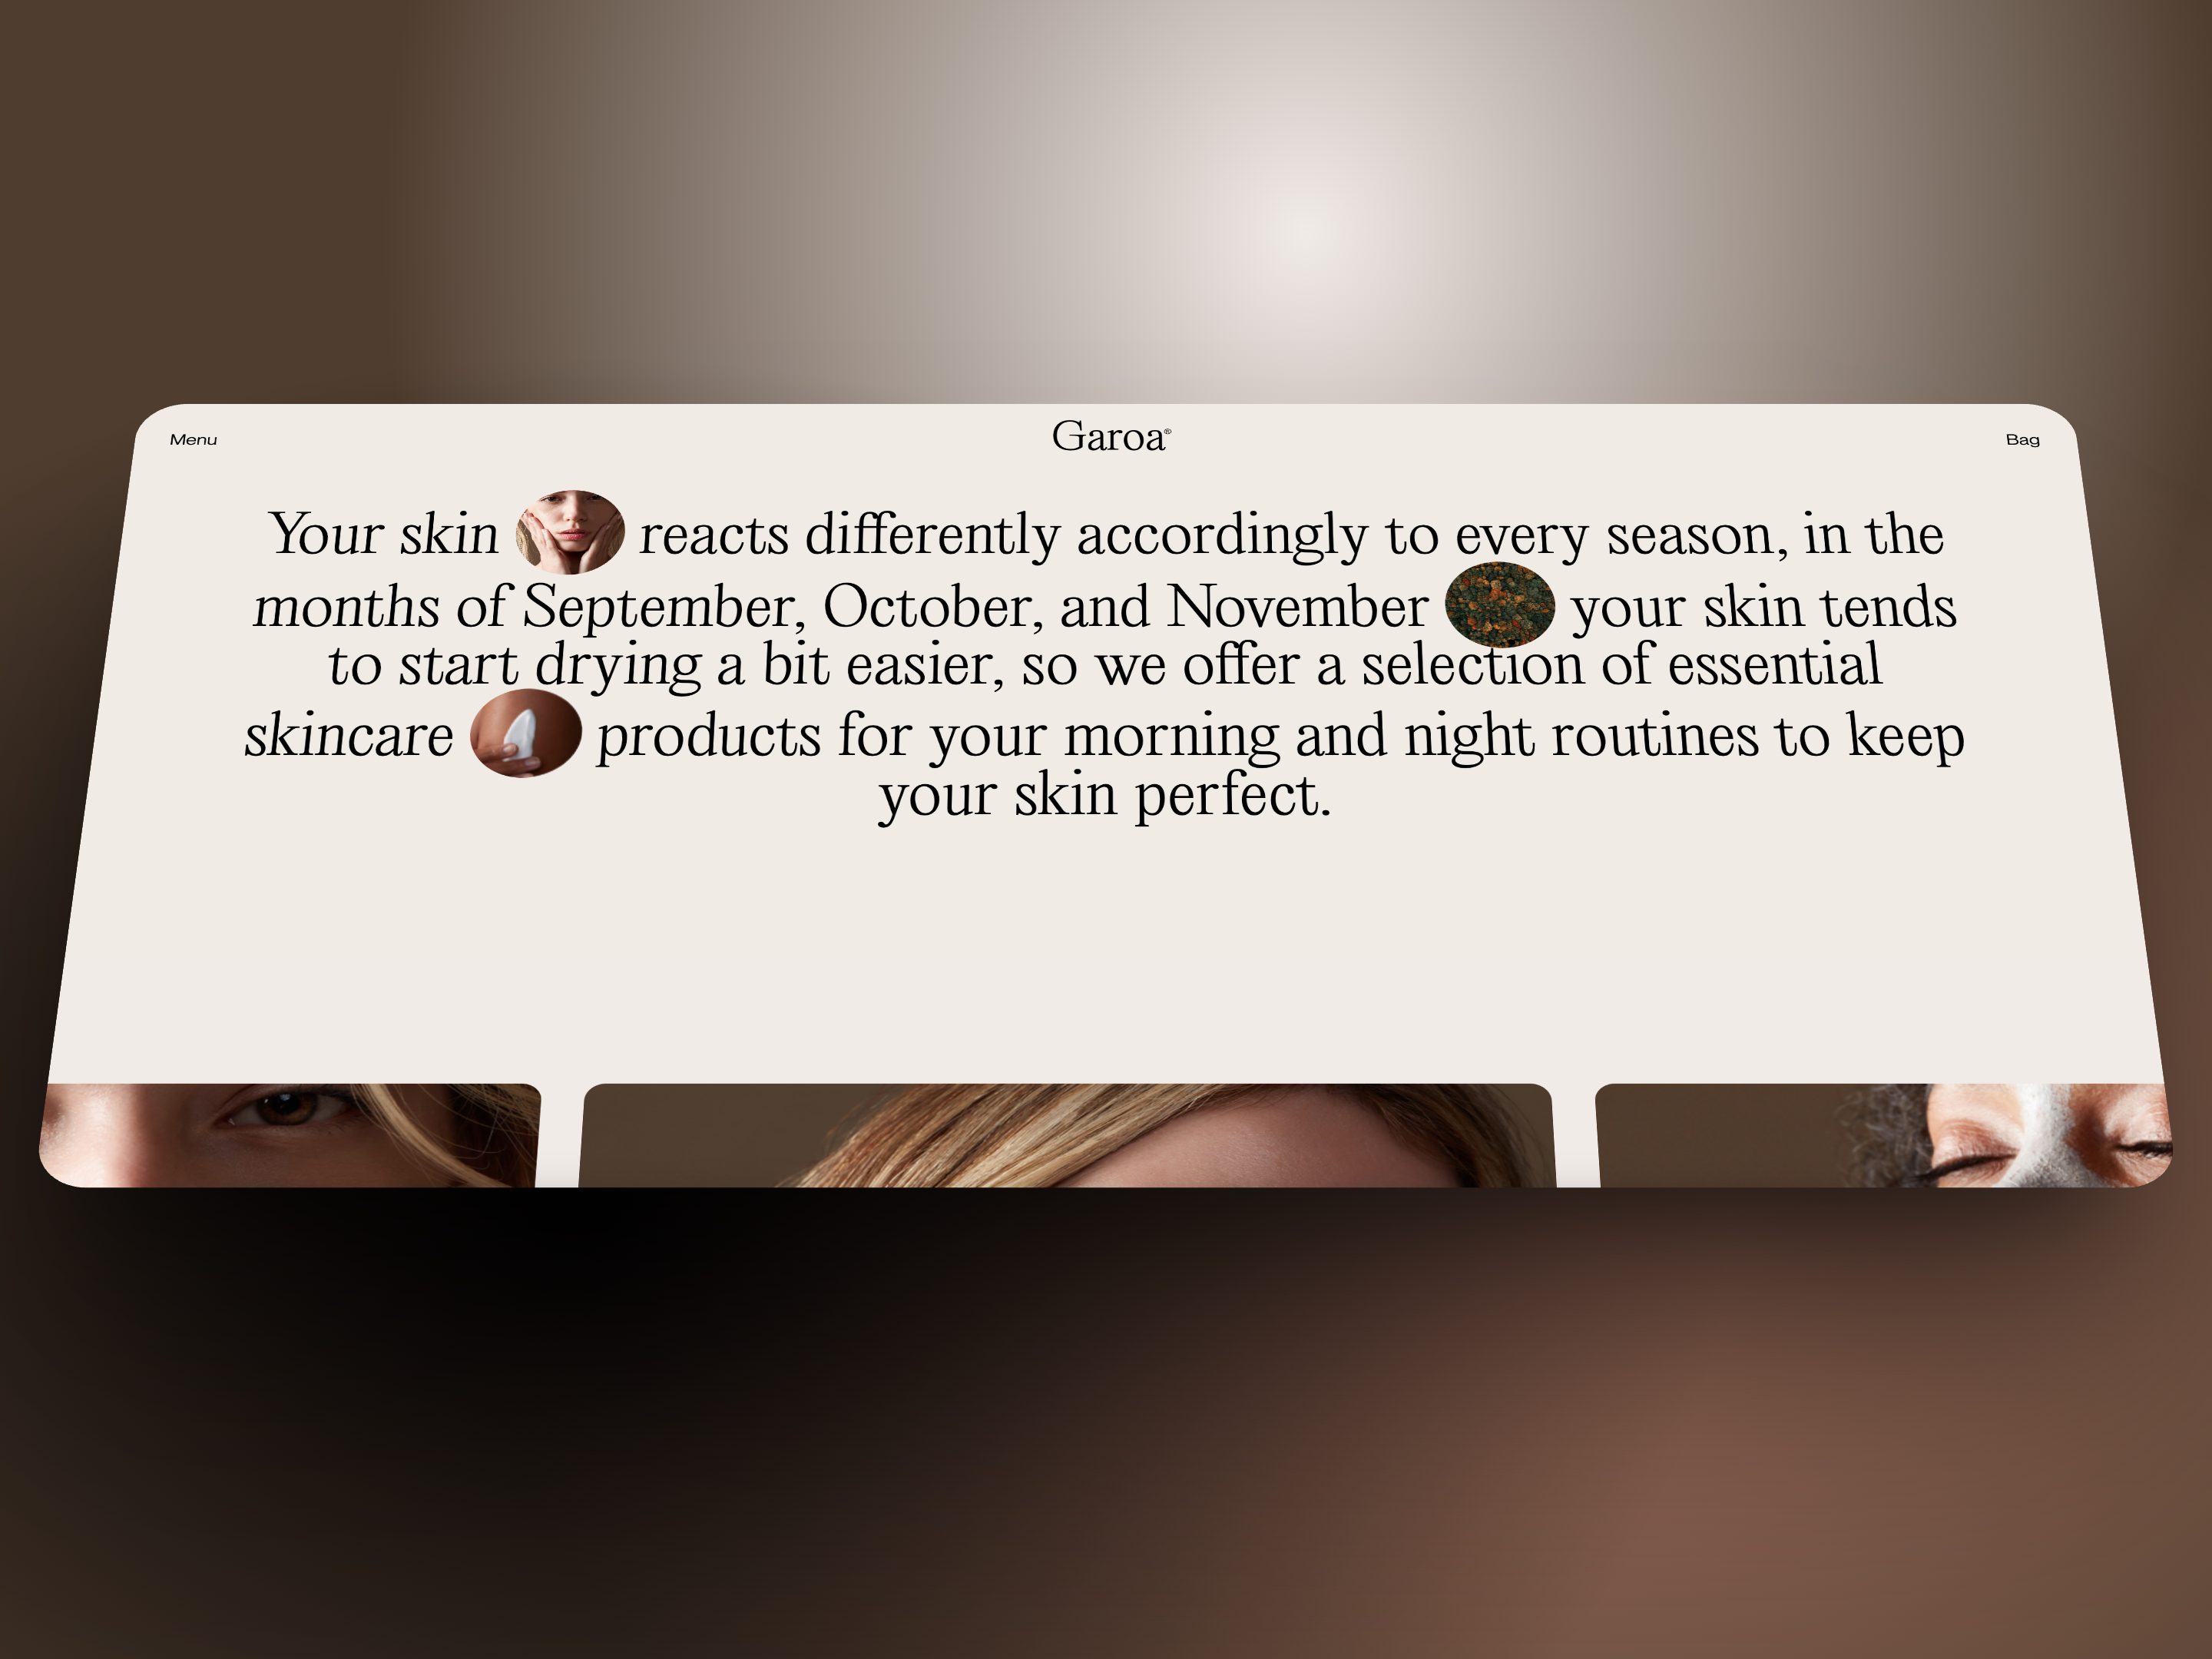 Menu
Garoa®
Bag
Your skin reacts differently accordingly to every season, in the
months of September, October, and November your skin tends
to start drying a bit easier, so we offer a selection of essential
skincare products for your morning and night routines to keep
your skin perfect.